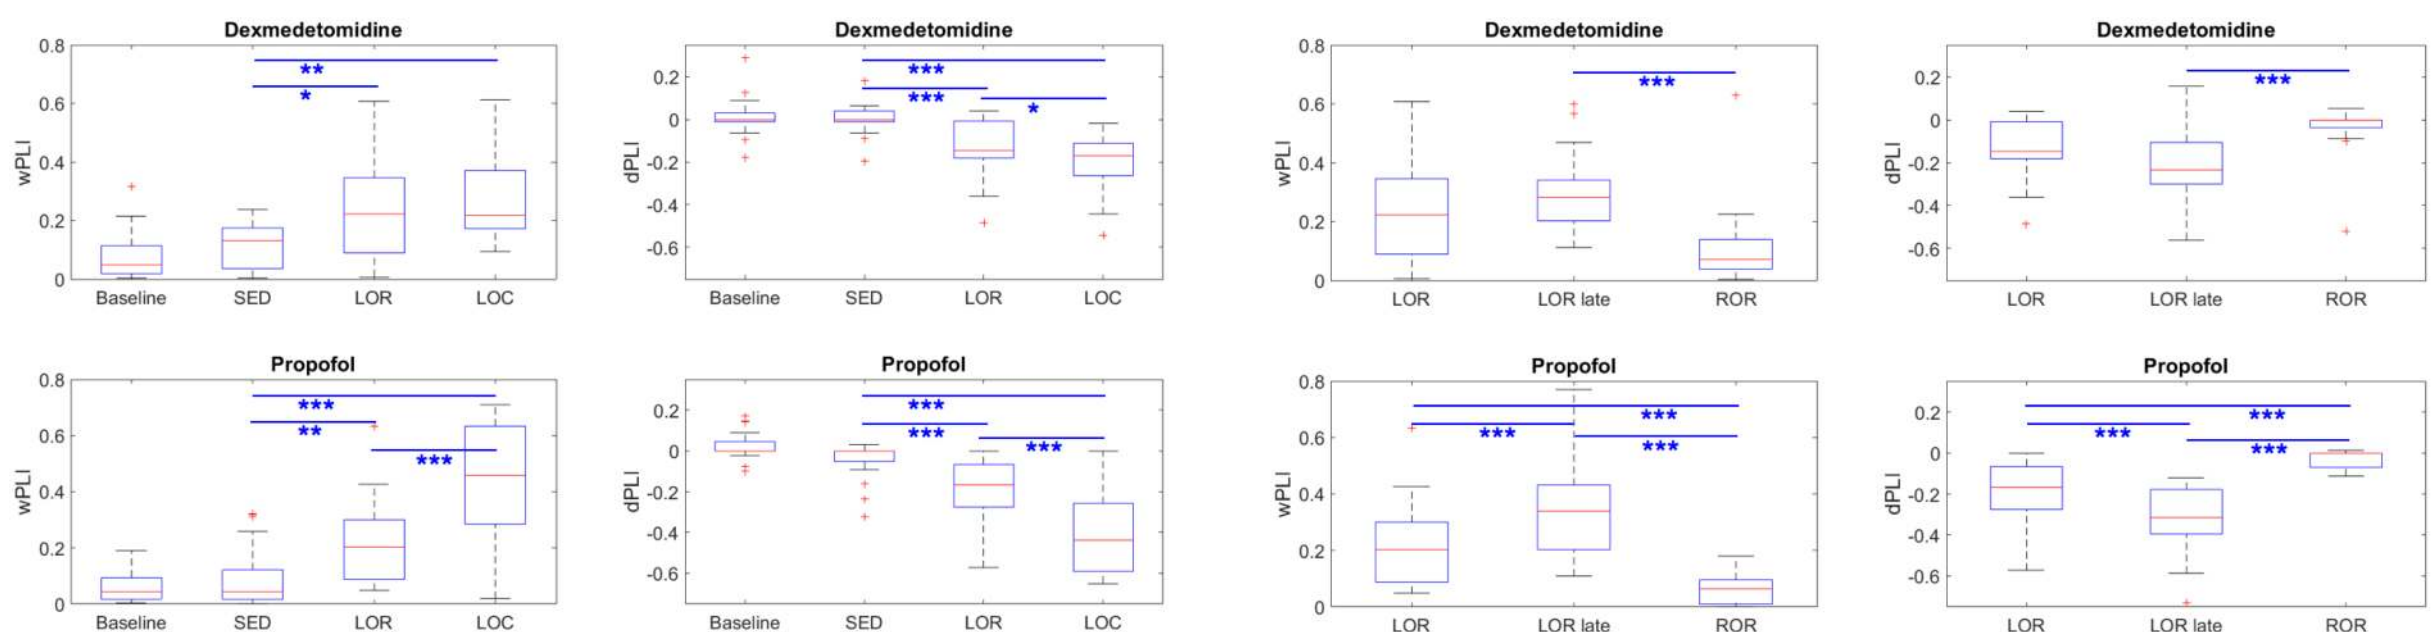 Dexmedetomidine
0.8
0.6
0.4
0.2
0
wPLI
**
*
Baseline SED LOR LOC
Dexmedetomidine
0.2
0
-0.2
-0.4
-0.6
dPLI
***
***
*
Baseline SED LOR LOC
Dexmedetomidine
0.8
0.6
0.4
0.2
0
wPLI
***
LOR LOR late ROR
Dexmedetomidine
0.2
0
-0.2
-0.4
-0.6
dPLI
***
LOR LOR late ROR
Propofol
0.8
0.6
0.4
0.2
0
wPLI
***
**
***
Baseline SED LOR LOC
Propofol
0.2
0
-0.2
-0.4
-0.6
dPLI
***
***
***
Baseline SED LOR LOC
Propofol
0.8
0.6
0.4
0.2
0
wPLI
***
***
***
LOR LOR late ROR
Propofol
0.2
0
-0.2
-0.4
-0.6
dPLI
***
***
***
LOR LOR late ROR